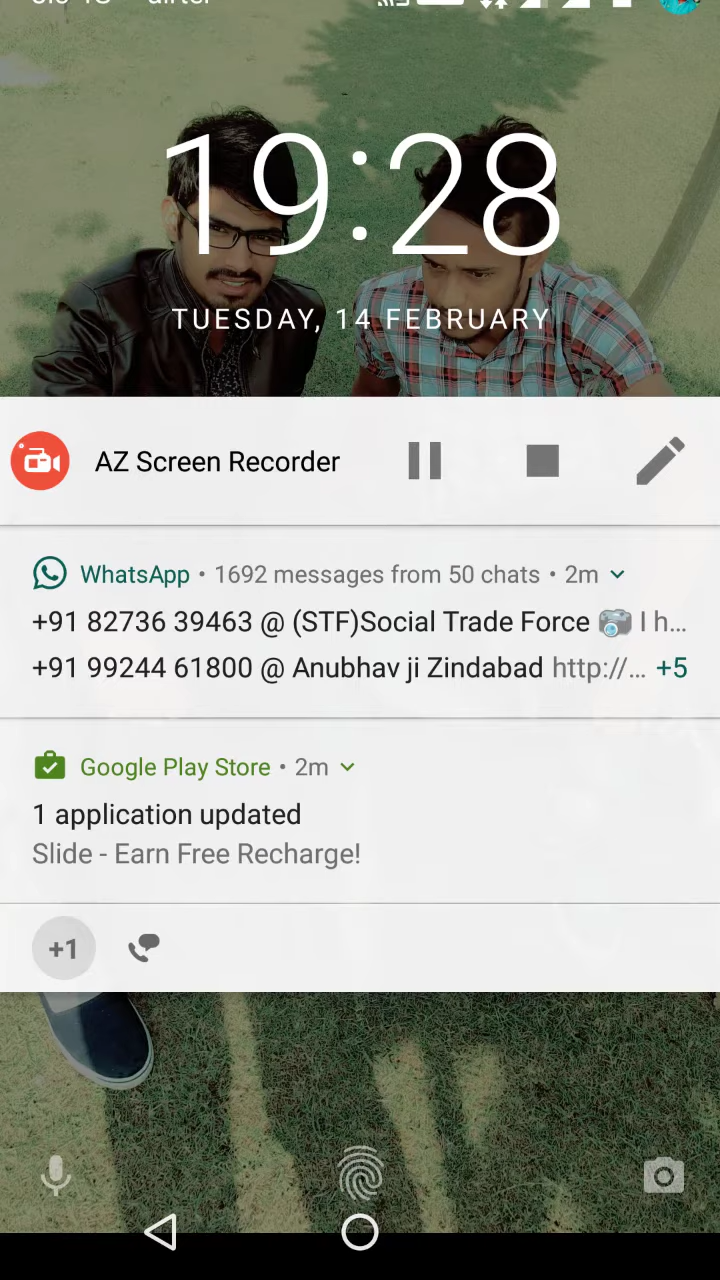 19:28
TUESDAY, 14 FEBRUARY
AZ Screen Recorder
WhatsApp • 1692 messages from 50 chats • 2m
+91 82736 39463 @ (STF)Social Trade Force 📷 I h...
+91 99244 61800 @ Anubhav ji Zindabad http://... +5
Google Play Store • 2m
1 application updated
Slide - Earn Free Recharge!
+1